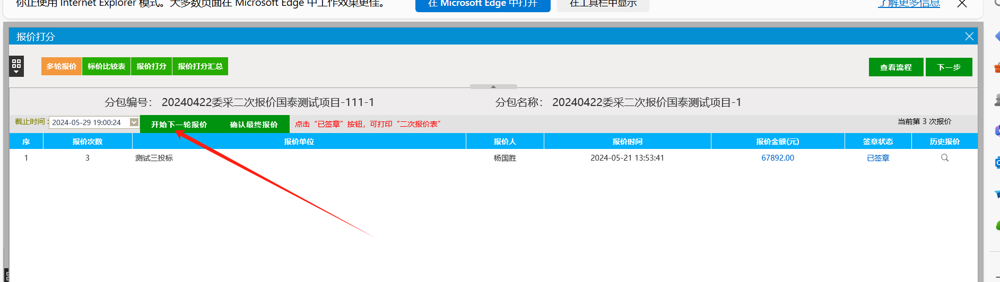 你正使用 Internet Explorer 模式。大多数页面在 Microsoft Edge 中工作效果更佳。 在 Microsoft Edge 中打开 在工具栏中显示 了解更多信息
报价打分
多轮报价 标价比较表 报价打分 报价打分汇总 查看流程 下一步
分包编号： 20240422委采二次报价国泰测试项目-111-1 分包名称： 20240422委采二次报价国泰测试项目-1
截止时间： 2024-05-29 19:00:24 开始下一轮报价 确认最终报价 点击“已签章”按钮，可打印“二次报价表” 当前第 3 次报价
序 报价次数 报价单位 报价人 报价时间 报价金额(元) 签章状态 历史报价
1 3 测试三投标 杨国胜 2024-05-21 13:53:41 67892.00 已签章